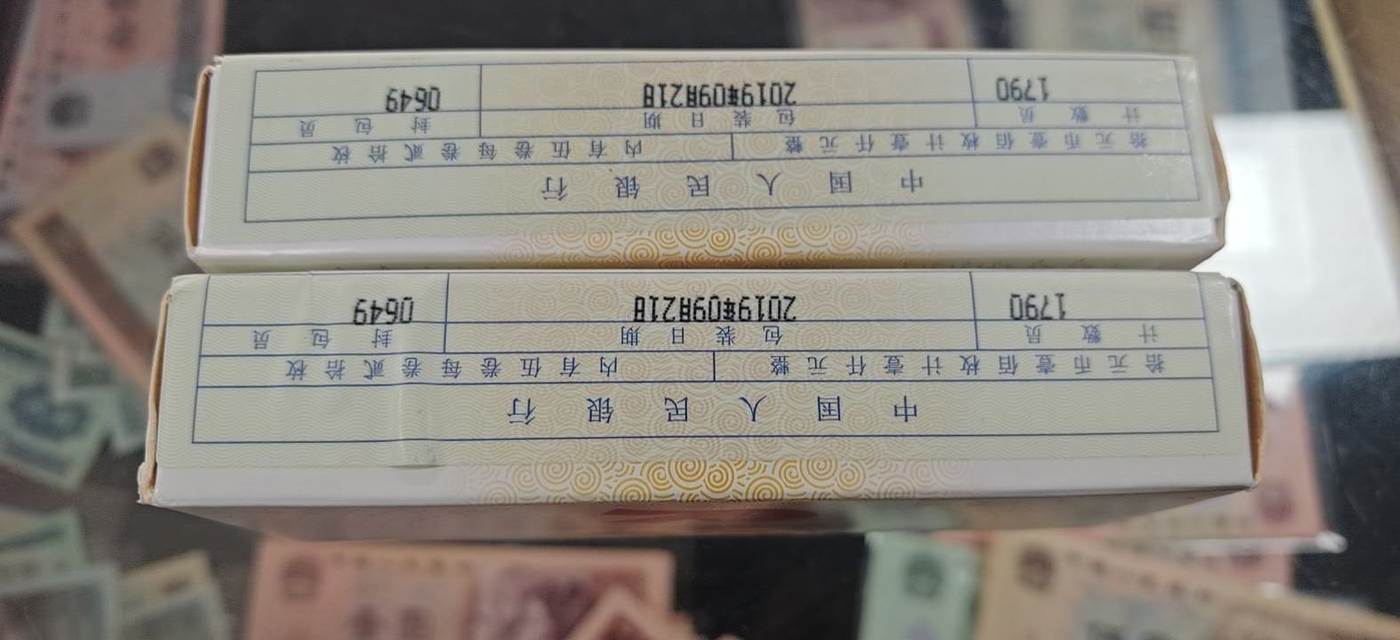 中国人民银行
拾元币壹佰枚计壹仟元整 内有伍卷每卷贰拾枚
计数员 包装日期 封包员
1790 2019年09月21日 0649
中国人民银行
拾元币壹佰枚计壹仟元整 内有伍卷每卷贰拾枚
计数员 包装日期 封包员
1790 2019年09月21日 0649